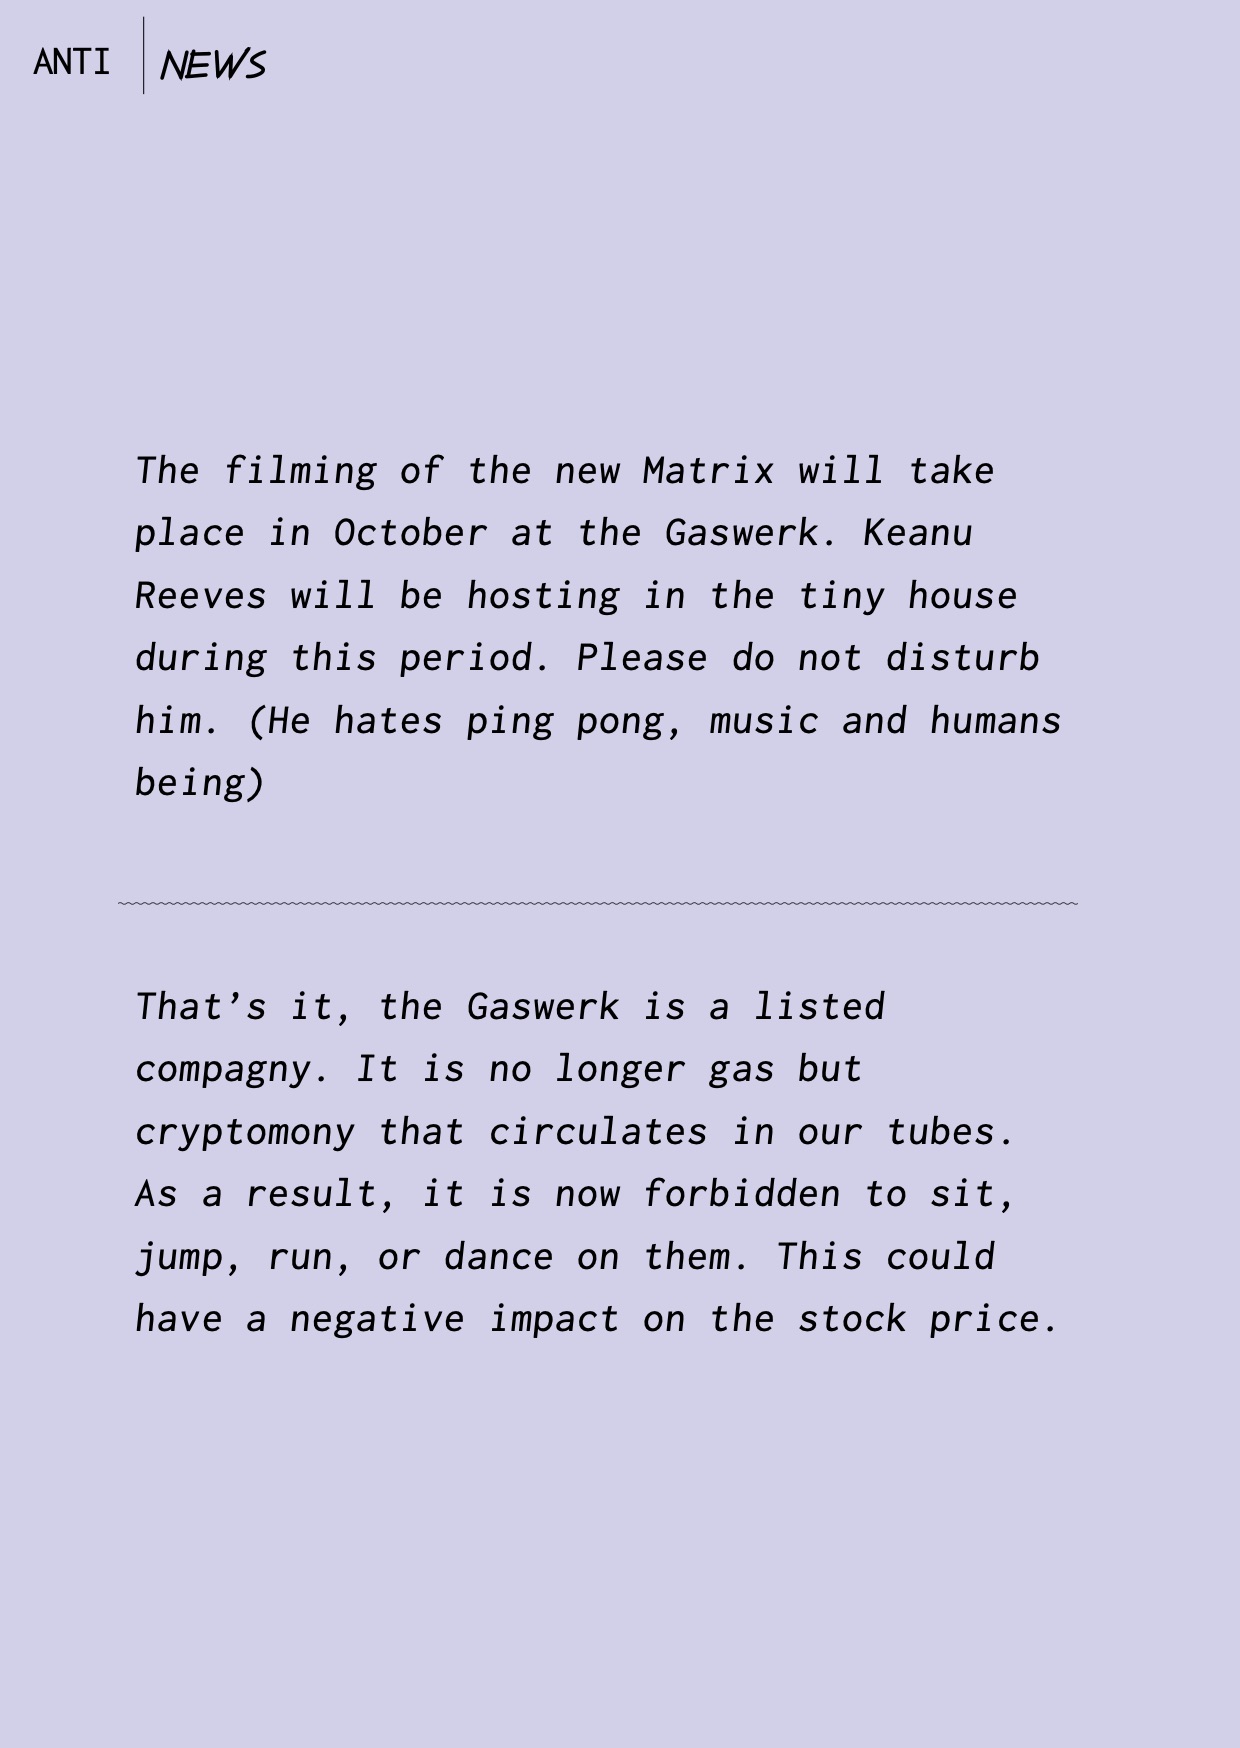 ANTI | NEWS
The filming of the new Matrix will take
place in October at the Gaswerk. Keanu
Reeves will be hosting in the tiny house
during this period. Please do not disturb
him. (He hates ping pong, music and humans
being)
That’s it, the Gaswerk is a listed
compagny. It is no longer gas but
cryptomony that circulates in our tubes.
As a result, it is now forbidden to sit,
jump, run, or dance on them. This could
have a negative impact on the stock price.